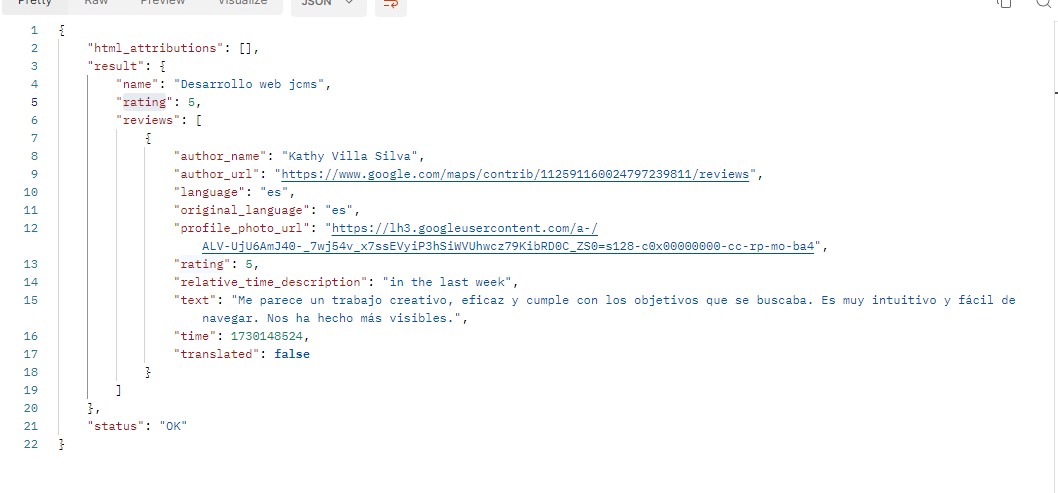 Pretty Raw Preview Visualize JSON
1 {
2 "html_attributions": [],
3 "result": {
4 "name": "Desarrollo web jcms",
5 "rating": 5,
6 "reviews": [
7 {
8 "author_name": "Kathy Villa Silva",
9 "author_url": "https://www.google.com/maps/contrib/112591160024797239811/reviews",
10 "language": "es",
11 "original_language": "es",
12 "profile_photo_url": "https://lh3.googleusercontent.com/a-/
ALV-UjU6AmJ40-_7wj54v_x7ssEVyiP3hSiWVUhwcz79KibRD0C_ZS0=s128-c0x00000000-cc-rp-mo-ba4",
13 "rating": 5,
14 "relative_time_description": "in the last week",
15 "text": "Me parece un trabajo creativo, eficaz y cumple con los objetivos que se buscaba. Es muy intuitivo y fácil de
navegar. Nos ha hecho más visibles.",
16 "time": 1730148524,
17 "translated": false
18 }
19 ]
20 },
21 "status": "OK"
22 }